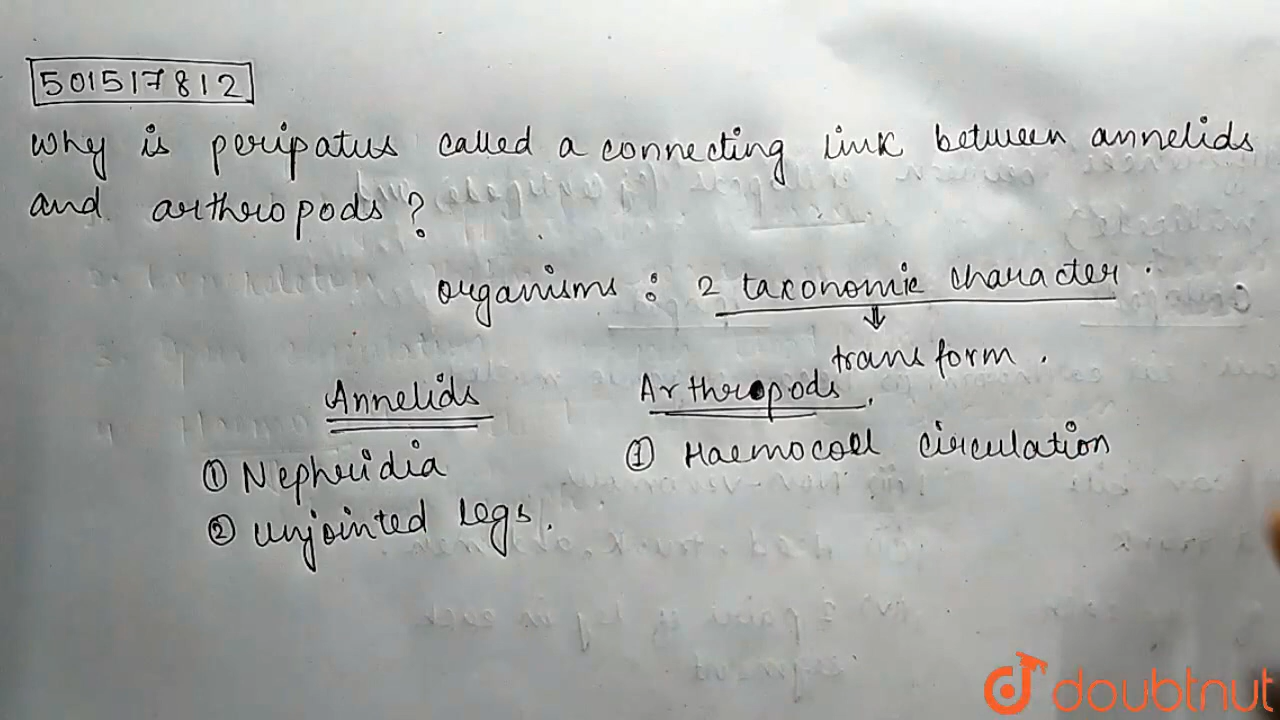 501517812
Why is peripatus called a connecting link between annelids
and arthropods?
organisms : 2 taxonomic character.
⇓
transform.
Annelids
Arthropods.
① Nephridia
① Haemocoel circulation
② unjointed legs.
doubtnut